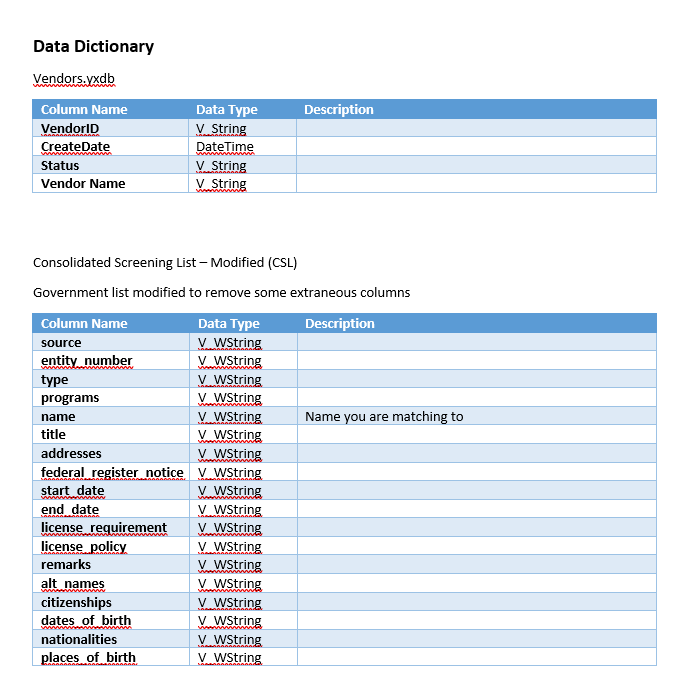 Data Dictionary
Vendors.yxdb
Column Name Data Type Description
VendorID V_String
CreateDate DateTime
Status V_String
Vendor Name V_String
Consolidated Screening List – Modified (CSL)
Government list modified to remove some extraneous columns
Column Name Data Type Description
source V_WString
entity_number V_WString
type V_WString
programs V_WString
name V_WString Name you are matching to
title V_WString
addresses V_WString
federal_register_notice V_WString
start_date V_WString
end_date V_WString
license_requirement V_WString
license_policy V_WString
remarks V_WString
alt_names V_WString
citizenships V_WString
dates_of_birth V_WString
nationalities V_WString
places_of_birth V_WString